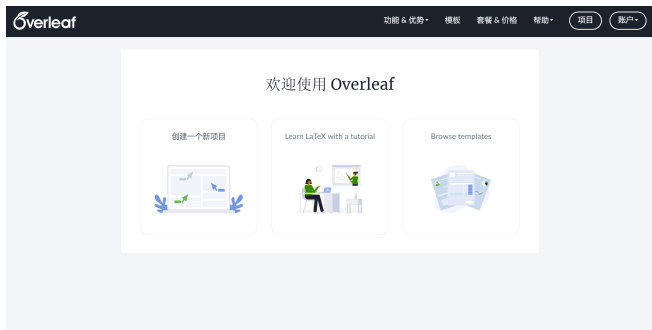 Overleaf
功能 & 优势
模板
套餐 & 价格
帮助
项目
账户
欢迎使用 Overleaf
创建一个新项目
Learn LaTeX with a tutorial
Browse templates